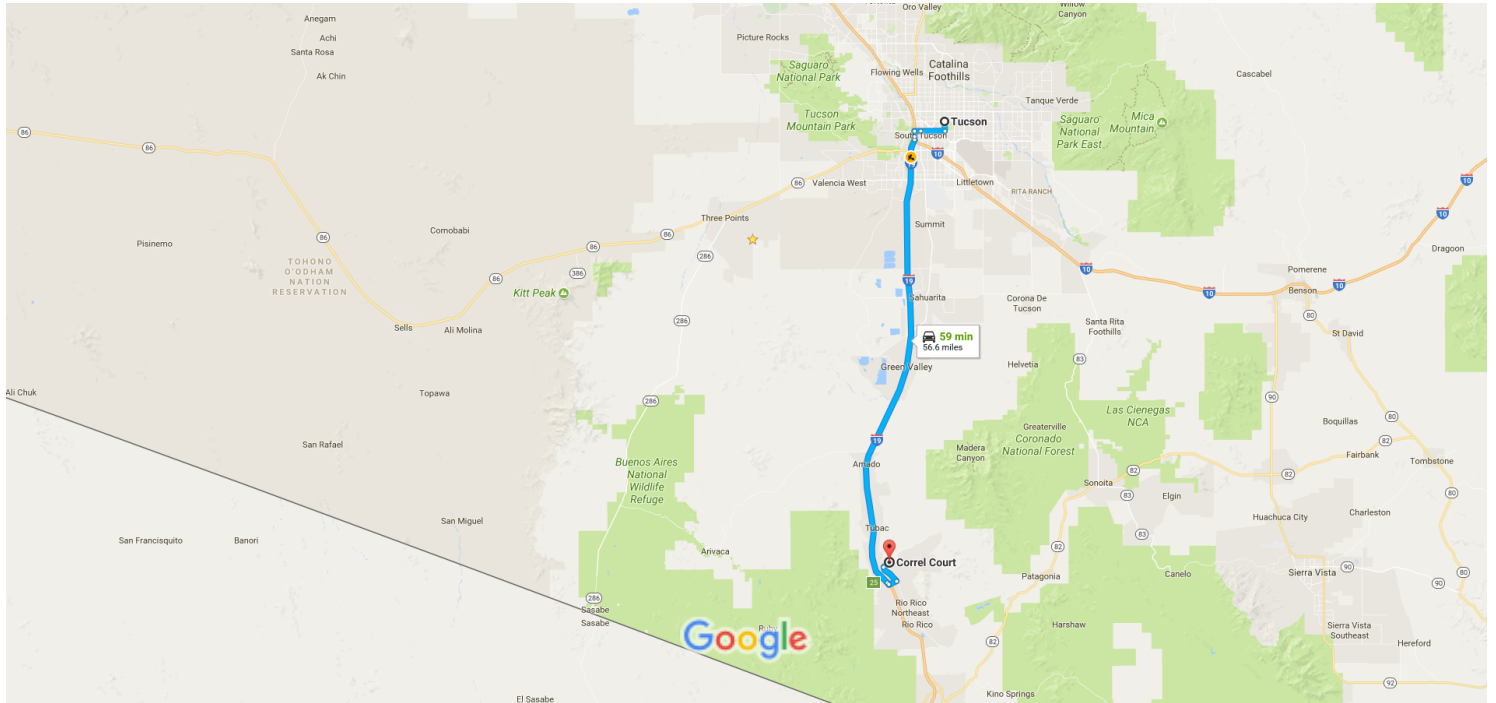 Oro Valley
Willow
Canyon
Anegam
Achi
Santa Rosa
Picture Rocks
Ak Chin
Saguaro
National Park
Flowing Wells
Catalina
Foothills
Cascabel
Tanque Verde
Tucson
Mountain Park
Tucson
South Tucson
Saguaro
National
Park East
Mica
Mountain
86
86
10
19
Valencia West
86
Littletown
RITA RANCH
10
10
Three Points
Summit
Pisinemo
Comobabi
86
86
86
286
Dragoon
TOHONO
O'ODHAM
NATION
RESERVATION
386
86
Kitt Peak
19
10
10
10
Pomerene
Benson
Sahuarita
Corona De
Tucson
80
Sells
Ali Molina
286
Santa Rita
Foothills
St David
59 min
56.6 miles
83
Green Valley
Helvetia
Ali Chuk
Topawa
286
90
80
Las Cienegas
NCA
Boquillas
San Rafael
19
Greaterville
Coronado
National Forest
Madera
Canyon
82
Fairbank
Buenos Aires
National
Wildlife
Refuge
Amado
82
82
Tombstone
Sonoita
83
Elgin
80
San Miguel
Tubac
Huachuca City
Charleston
San Francisquito
Banori
Arivaca
82
83
Correl Court
90
90
Patagonia
Canelo
Sierra Vista
80
25
286
Sasabe
Sasabe
Rio Rico
Northeast
Rio Rico
Ruby
Google
Harshaw
82
Sierra Vista
Southeast
Hereford
92
El Sasabe
Kino Springs